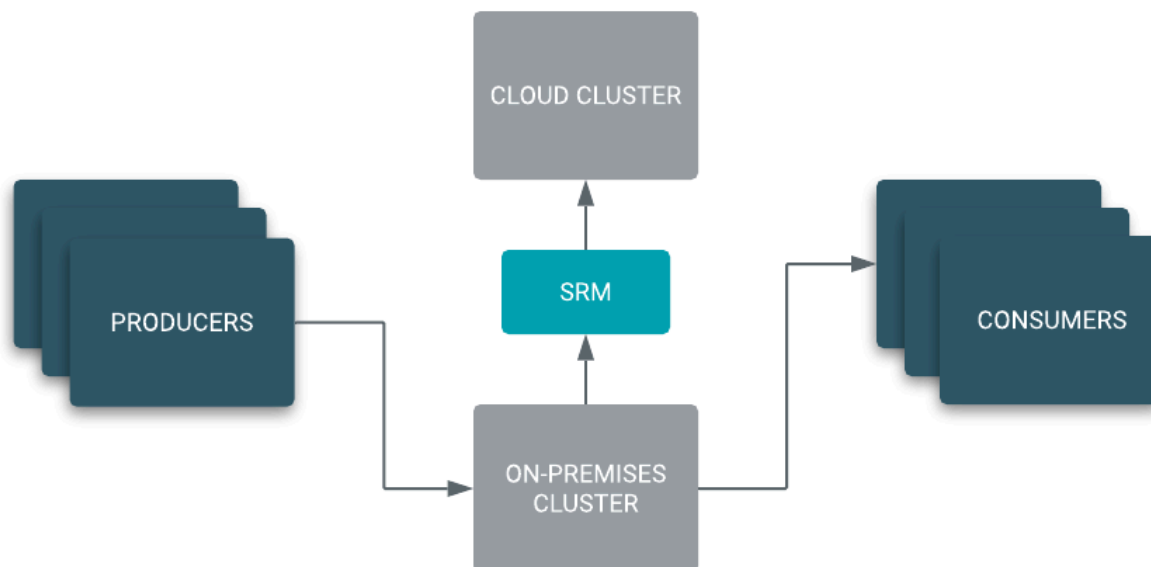 CLOUD CLUSTER
SRM
PRODUCERS
CONSUMERS
ON-PREMISES
CLUSTER